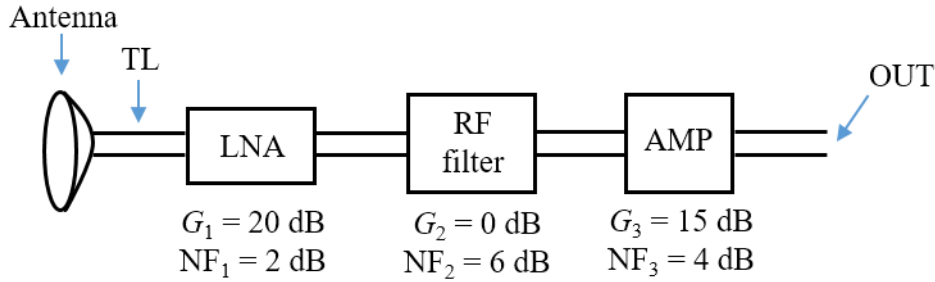 Antenna
TL
OUT
LNA
RF
filter
AMP
G₁ = 20 dB
NF₁ = 2 dB
G₂ = 0 dB
NF₂ = 6 dB
G₃ = 15 dB
NF₃ = 4 dB